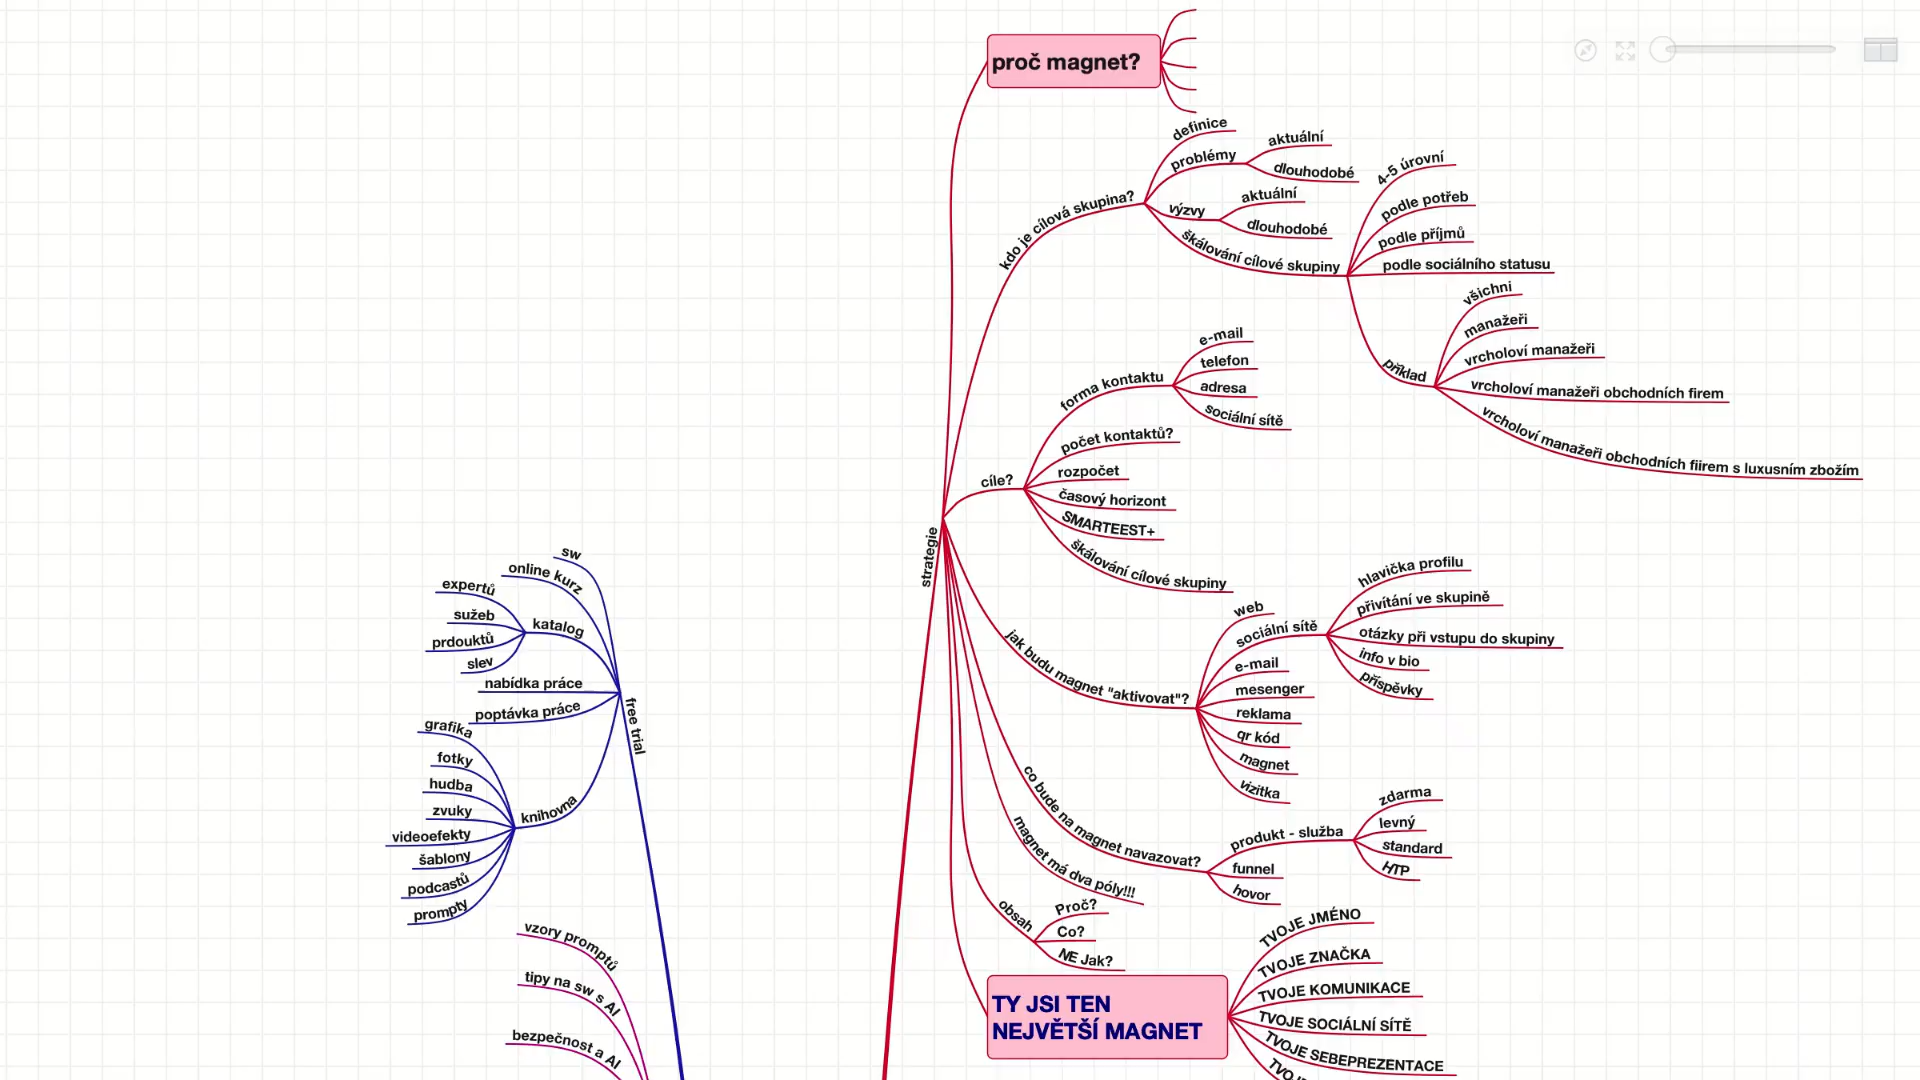 proč magnet?
strategie
kdo je cílová skupina?
definice
problémy
aktuální
dlouhodobé
výzvy
aktuální
dlouhodobé
škálování cílové skupiny
4-5 úrovní
podle potřeb
podle příjmů
podle sociálního statusu
příklad
všichni
manažeři
vrcholoví manažeři
vrcholoví manažeři obchodních firem
vrcholoví manažeři obchodních fiirem s luxusním zbožím
cíle?
forma kontaktu
e-mail
telefon
adresa
sociální sítě
počet kontaktů?
rozpočet
časový horizont
SMARTEEST+
škálování cílové skupiny
jak budu magnet "aktivovat"?
web
sociální sítě
hlavička profilu
přivítání ve skupině
otázky při vstupu do skupiny
info v bio
příspěvky
e-mail
mesenger
reklama
qr kód
magnet
vizitka
co bude na magnet navazovat?
produkt - služba
zdarma
levný
standard
HTP
funnel
hovor
magnet má dva póly!!!
obsah
Proč?
Co?
NE Jak?
TY JSI TEN
NEJVĚTŠÍ MAGNET
TVOJE JMÉNO
TVOJE ZNAČKA
TVOJE KOMUNIKACE
TVOJE SOCIÁLNÍ SÍTĚ
TVOJE SEBEPREZENTACE
free trial
sw
online kurz
katalog
expertů
sužeb
prdouktů
slev
nabídka práce
poptávka práce
knihovna
grafika
fotky
hudba
zvuky
videoefekty
šablony
podcastů
prompty
vzory promptů
tipy na sw s AI
bezpečnost a AI